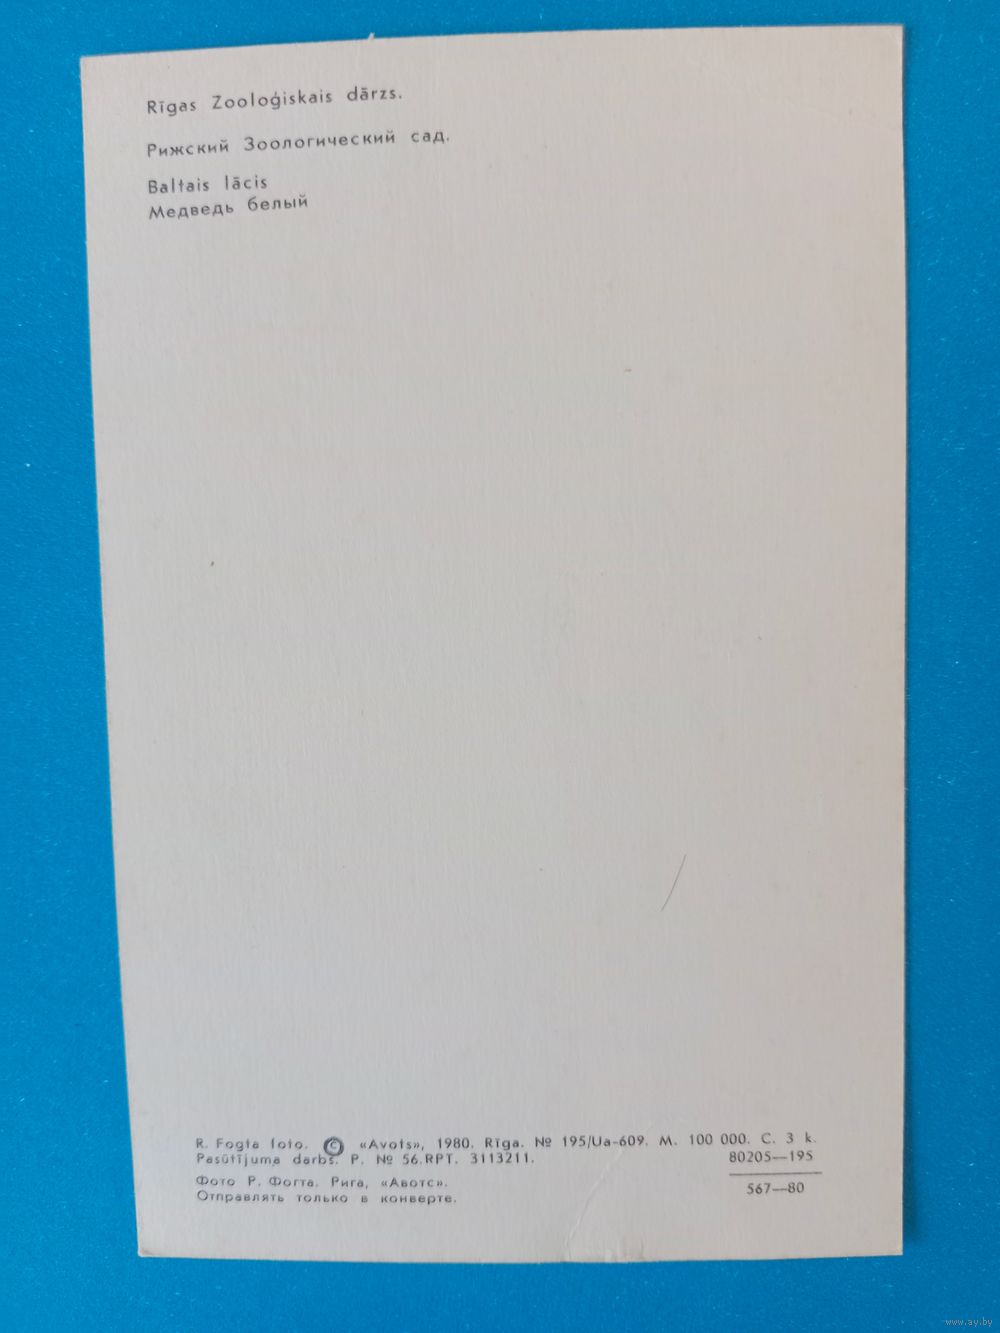 Rīgas Zooloģiskais dārzs.
Рижский Зоологический сад.
Baltais lācis
Медведь белый
R. Fogta foto. © «Avots», 1980. Rīga. № 195/Ua-609. M. 100 000. C. 3 k.
Pasūtījuma darbs. P. № 56.RPT. 3113211.
80205—195
567—80
Фото Р. Фогта. Рига, «Авотс».
Отправлять только в конверте.
www.ay.by